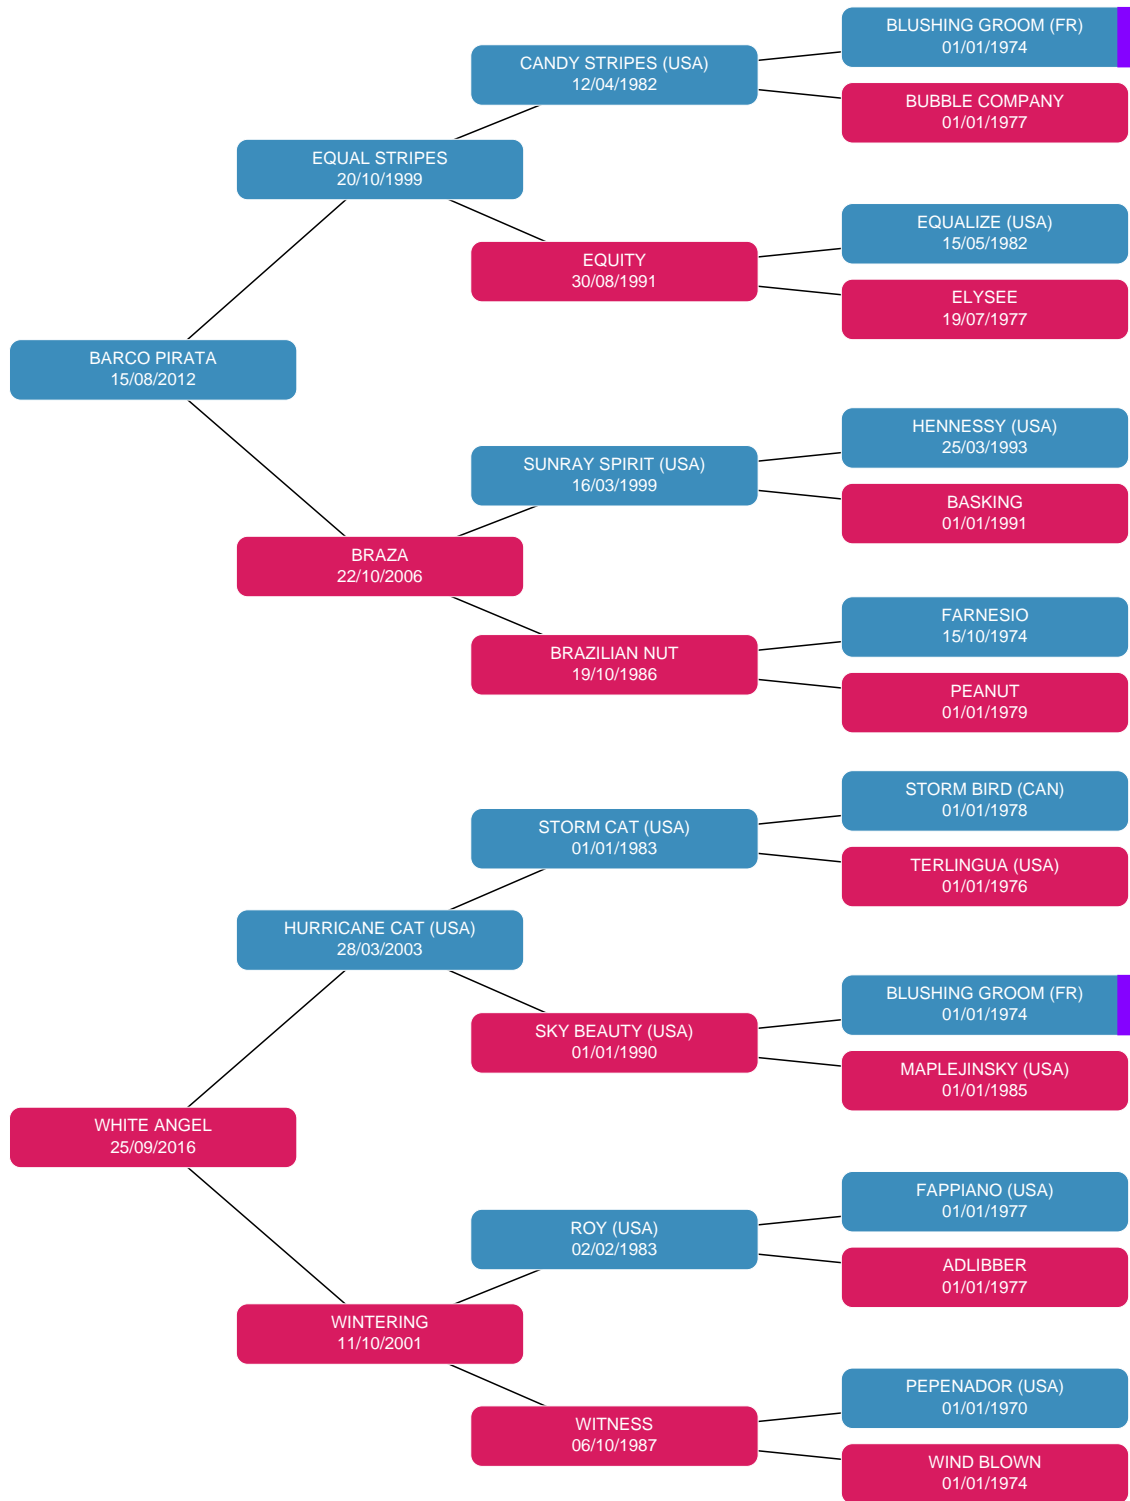 BLUSHING GROOM (FR)
01/01/1974
CANDY STRIPES (USA)
12/04/1982
BUBBLE COMPANY
01/01/1977
EQUAL STRIPES
20/10/1999
EQUALIZE (USA)
15/05/1982
EQUITY
30/08/1991
ELYSEE
19/07/1977
BARCO PIRATA
15/08/2012
HENNESSY (USA)
25/03/1993
SUNRAY SPIRIT (USA)
16/03/1999
BASKING
01/01/1991
BRAZA
22/10/2006
FARNESIO
15/10/1974
BRAZILIAN NUT
19/10/1986
PEANUT
01/01/1979
STORM BIRD (CAN)
01/01/1978
STORM CAT (USA)
01/01/1983
TERLINGUA (USA)
01/01/1976
HURRICANE CAT (USA)
28/03/2003
BLUSHING GROOM (FR)
01/01/1974
SKY BEAUTY (USA)
01/01/1990
MAPLEJINSKY (USA)
01/01/1985
WHITE ANGEL
25/09/2016
FAPPIANO (USA)
01/01/1977
ROY (USA)
02/02/1983
ADLIBBER
01/01/1977
WINTERING
11/10/2001
PEPENADOR (USA)
01/01/1970
WITNESS
06/10/1987
WIND BLOWN
01/01/1974